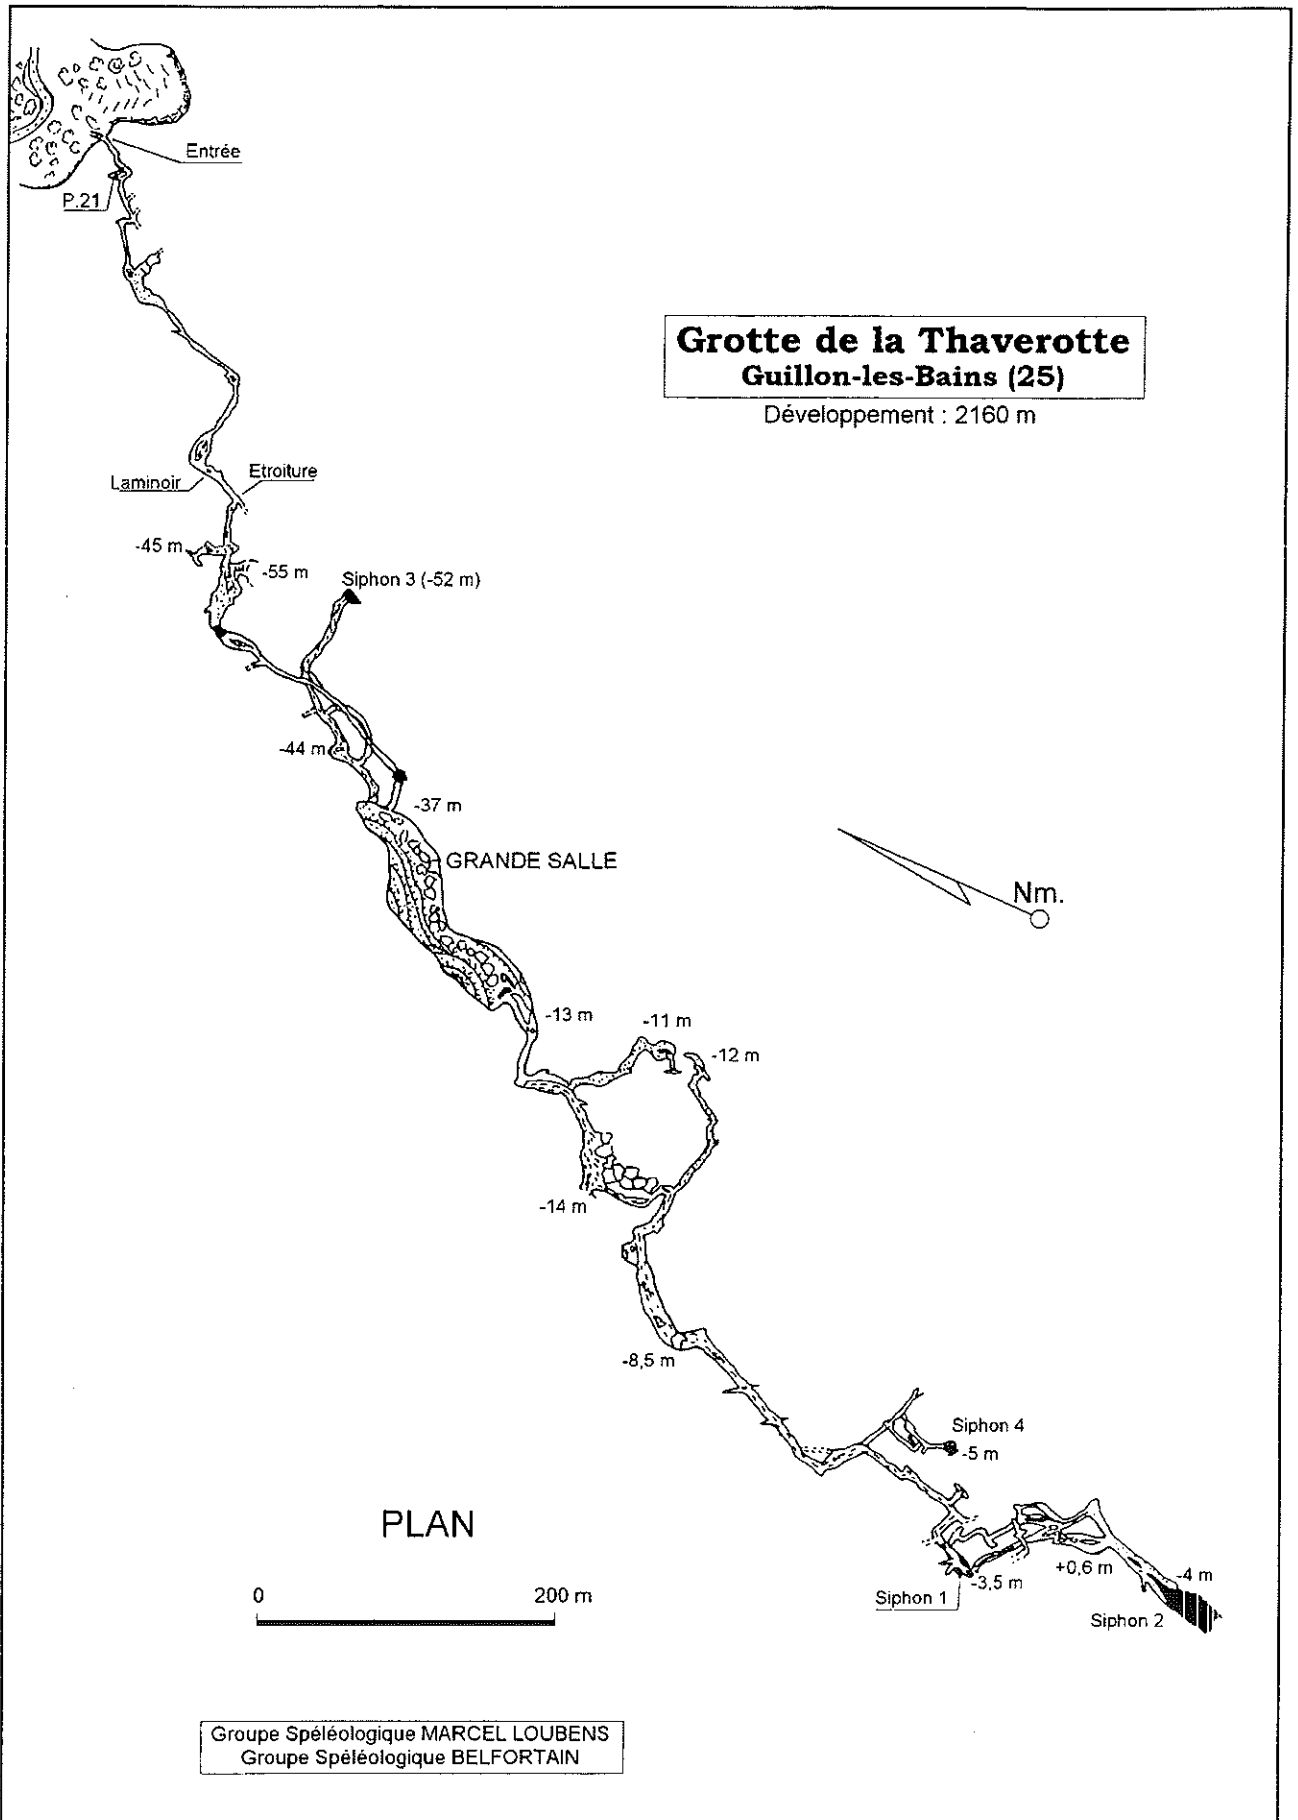 Entrée
P.21
Grotte de la Thaverotte
Guillon-les-Bains (25)
Développement : 2160 m
Laminoir
Etroiture
-45 m
-55 m
Siphon 3 (-52 m)
-44 m
-37 m
GRANDE SALLE
Nm.
-13 m
-11 m
-12 m
-14 m
-8,5 m
Siphon 4
-5 m
PLAN
0
200 m
Siphon 1
-3,5 m
+0,6 m
-4 m
Siphon 2
Groupe Spéléologique MARCEL LOUBENS
Groupe Spéléologique BELFORTAIN